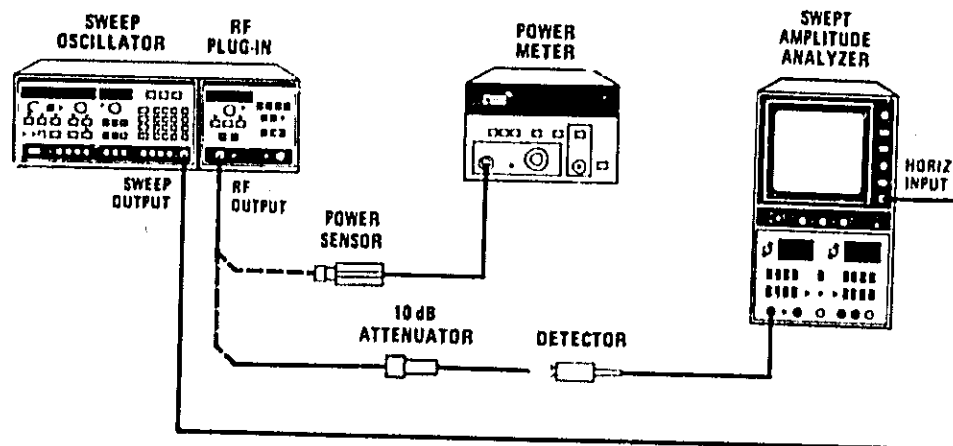 SWEEP
OSCILLATOR
RF
PLUG-IN
POWER
METER
SWEPT
AMPLITUDE
ANALYZER
SWEEP
OUTPUT
RF
OUTPUT
HORIZ
INPUT
POWER
SENSOR
10 dB
ATTENUATOR
DETECTOR